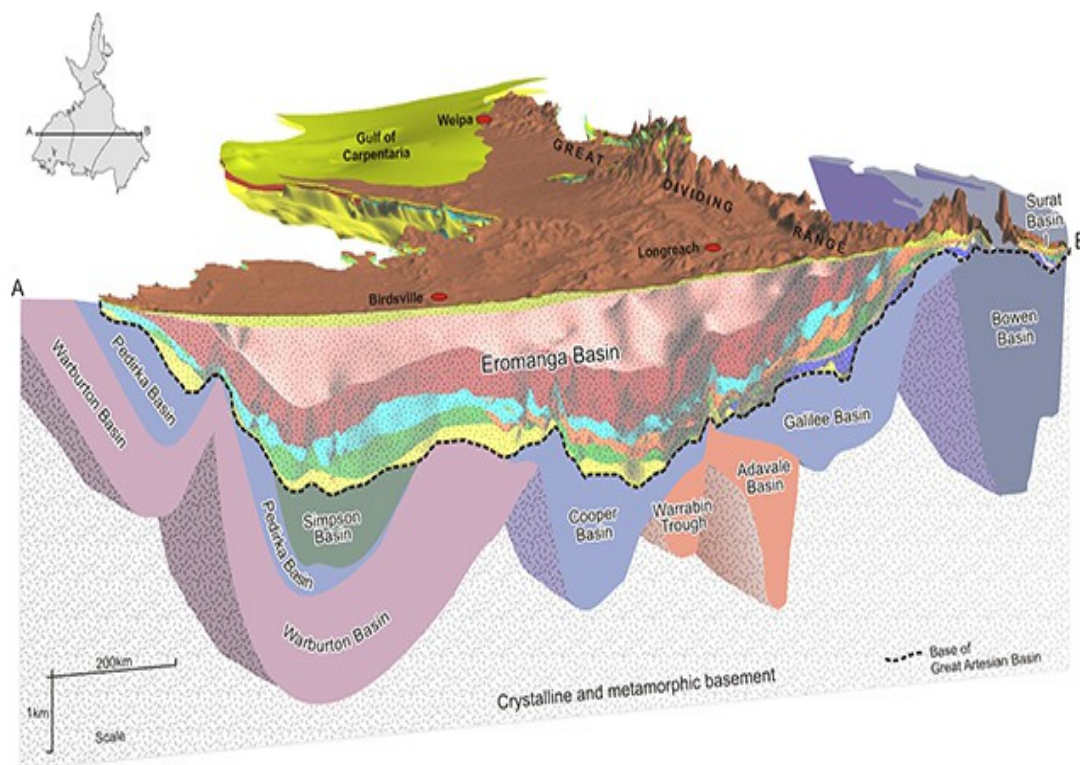 A
B
Weipa
Gulf of
Carpentaria
GREAT
DIVIDING
RANGE
Surat
Basin
Longreach
A
Birdsville
Pedirka Basin
Warburton Basin
Eromanga Basin
Bowen
Basin
Galilee Basin
Simpson
Basin
Pedirka Basin
Cooper
Basin
Warrabin
Trough
Adavale
Basin
Warburton Basin
200km
1km
Scale
Crystalline and metamorphic basement
Base of
Great Artesian Basin